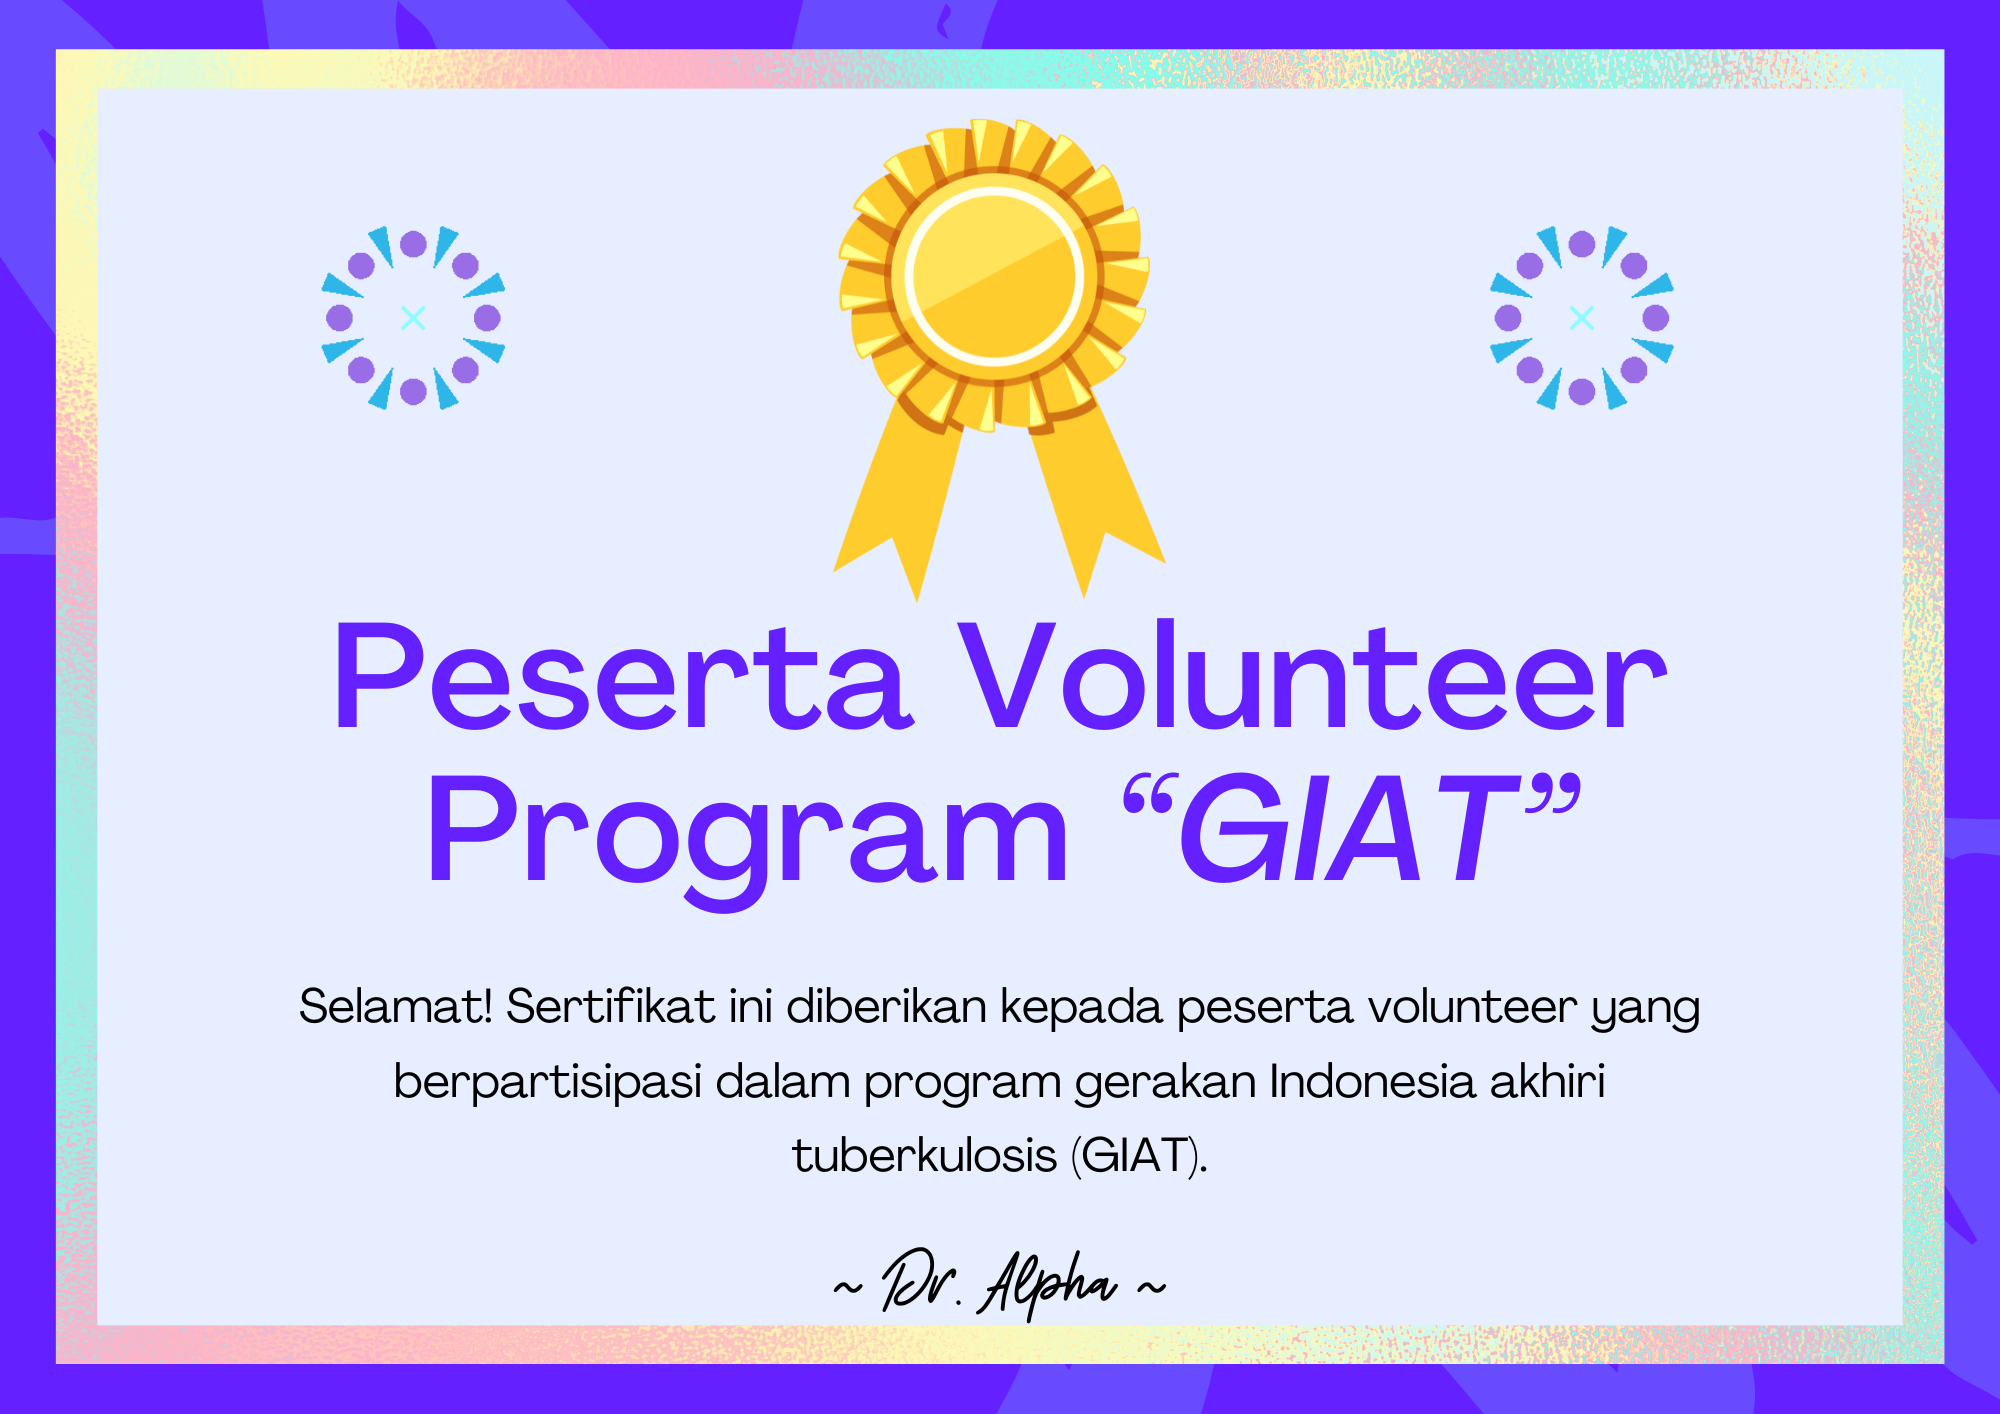 Peserta Volunteer
Program “GIAT”
Selamat! Sertifikat ini diberikan kepada peserta volunteer yang
berpartisipasi dalam program gerakan Indonesia akhiri
tuberkulosis (GIAT).
~ Dr. Alpha ~